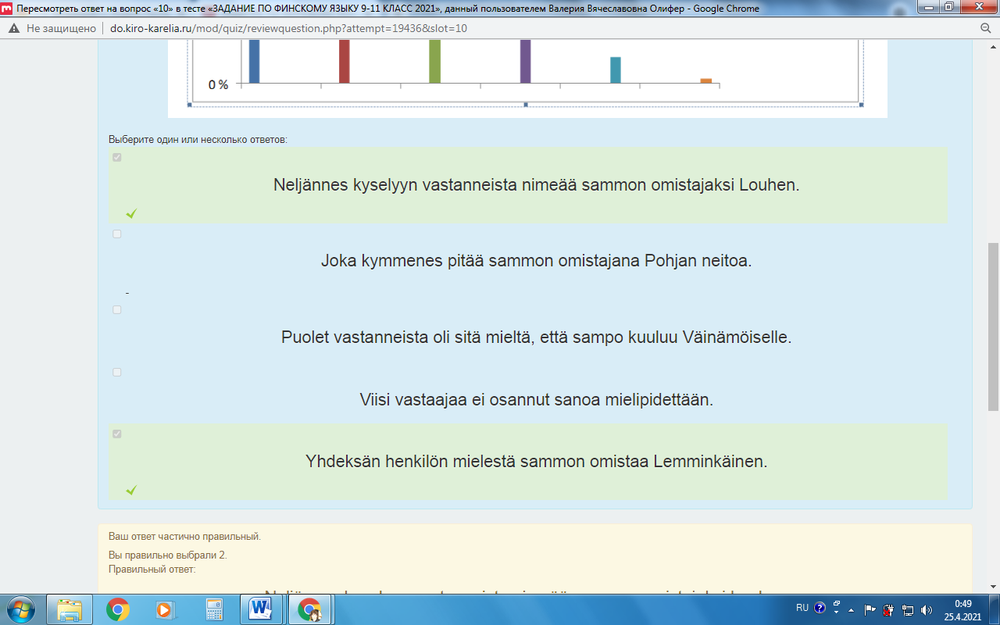 Пересмотреть ответ на вопрос «10» в тесте «ЗАДАНИЕ ПО ФИНСКОМУ ЯЗЫКУ 9-11 КЛАСС 2021», данный пользователем Валерия Вячеславовна Олифер - Google Chrome
Не защищено | do.kiro-karelia.ru/mod/quiz/reviewquestion.php?attempt=19436&slot=10
0 %
Выберите один или несколько ответов:
Neljännes kyselyyn vastanneista nimeää sammon omistajaksi Louhen.
Joka kymmenes pitää sammon omistajana Pohjan neitoa.
Puolet vastanneista oli sitä mieltä, että sampo kuuluu Väinämöiselle.
Viisi vastaajaa ei osannut sanoa mielipidettään.
Yhdeksän henkilön mielestä sammon omistaa Lemminkäinen.
Ваш ответ частично правильный.
Вы правильно выбрали 2.
Правильный ответ:
RU
0:49
25.4.2021